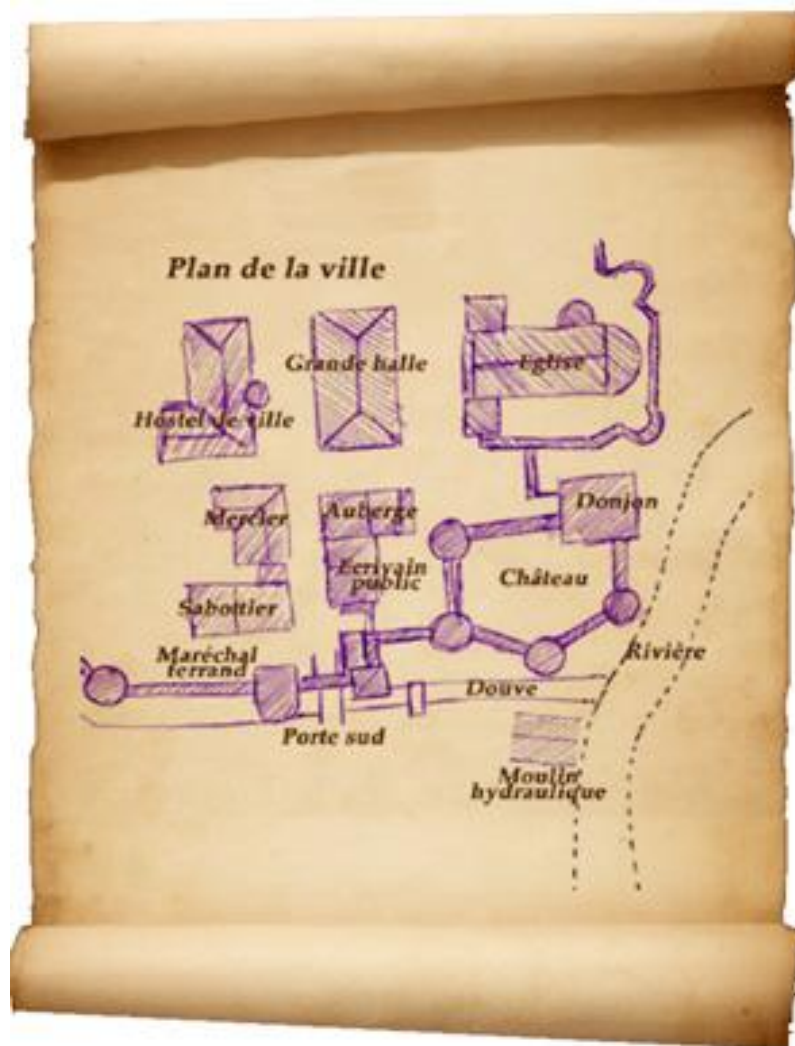 Plan de la ville
Grande halle
Eglise
Hostel de ville
Mercier
Auberge
Donjon
Ecrivain
public
Château
Sabottier
Maréchal
ferrand
Rivière
Douve
Porte sud
Moulin
hydraulique